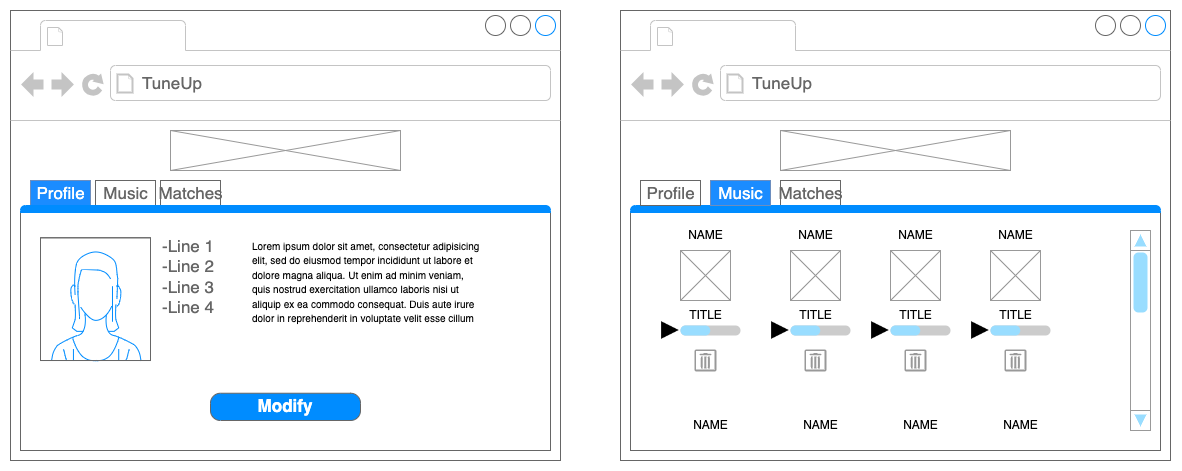 TuneUp
Profile Music Matches
-Line 1
-Line 2
-Line 3
-Line 4
Lorem ipsum dolor sit amet, consectetur adipisicing
elit, sed do eiusmod tempor incididunt ut labore et
dolore magna aliqua. Ut enim ad minim veniam,
quis nostrud exercitation ullamco laboris nisi ut
aliquip ex ea commodo consequat. Duis aute irure
dolor in reprehenderit in voluptate velit esse cillum
Modify
TuneUp
Profile Music Matches
NAME NAME NAME NAME
TITLE TITLE TITLE TITLE
NAME NAME NAME NAME